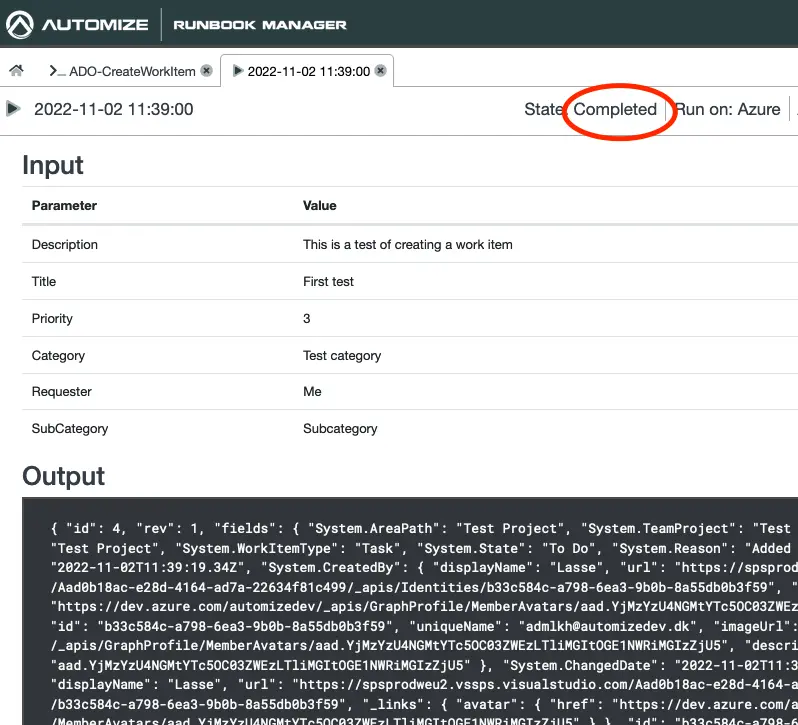 AUTOMIZE RUNBOOK MANAGER
>_ ADO-CreateWorkItem 2022-11-02 11:39:00
2022-11-02 11:39:00 State: Completed Run on: Azure
Input
Parameter Value
Description This is a test of creating a work item
Title First test
Priority 3
Category Test category
Requester Me
SubCategory Subcategory
Output
{ "id": 4, "rev": 1, "fields": { "System.AreaPath": "Test Project", "System.TeamProject": "Test
"Test Project", "System.WorkItemType": "Task", "System.State": "To Do", "System.Reason": "Added
"2022-11-02T11:39:19.34Z", "System.CreatedBy": { "displayName": "Lasse", "url": "https://spsprod
/Aad0b18ac-e28d-4164-ad7a-22634f81c499/_apis/Identities/b33c584c-a798-6ea3-9b0b-8a55db0b3f59", "
"https://dev.azure.com/automizedev/_apis/GraphProfile/MemberAvatars/aad.YjMzYzU4NGMtYTc5OC03ZWEz
"id": "b33c584c-a798-6ea3-9b0b-8a55db0b3f59", "uniqueName": "admlkh@automizedev.dk", "imageUrl":
/_apis/GraphProfile/MemberAvatars/aad.YjMzYzU4NGMtYTc5OC03ZWEzLTliMGItOGE1NWRiMGIzZjU5", "descri
"aad.YjMzYzU4NGMtYTc5OC03ZWEzLTliMGItOGE1NWRiMGIzZjU5" }, "System.ChangedDate": "2022-11-02T11:3
"displayName": "Lasse", "url": "https://spsprodweu2.vssps.visualstudio.com/Aad0b18ac-e28d-4164-a
/b33c584c-a798-6ea3-9b0b-8a55db0b3f59", "_links": { "avatar": { "href": "https://dev.azure.com/a
/MemberAvatars/aad.YjMzYzU4NGMtYTc5OC03ZWEzLTliMGItOGE1NWRiMGIzZjU5" } }, "id": "b33c584c-a798-6